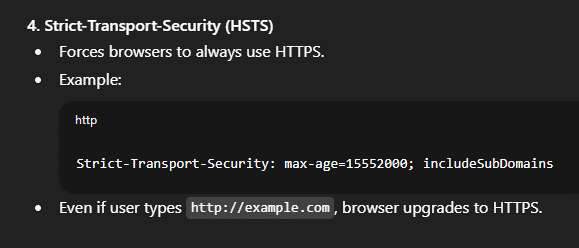 4. Strict-Transport-Security (HSTS)
• Forces browsers to always use HTTPS.
• Example:
http
Strict-Transport-Security: max-age=15552000; includeSubDomains
• Even if user types http://example.com, browser upgrades to HTTPS.